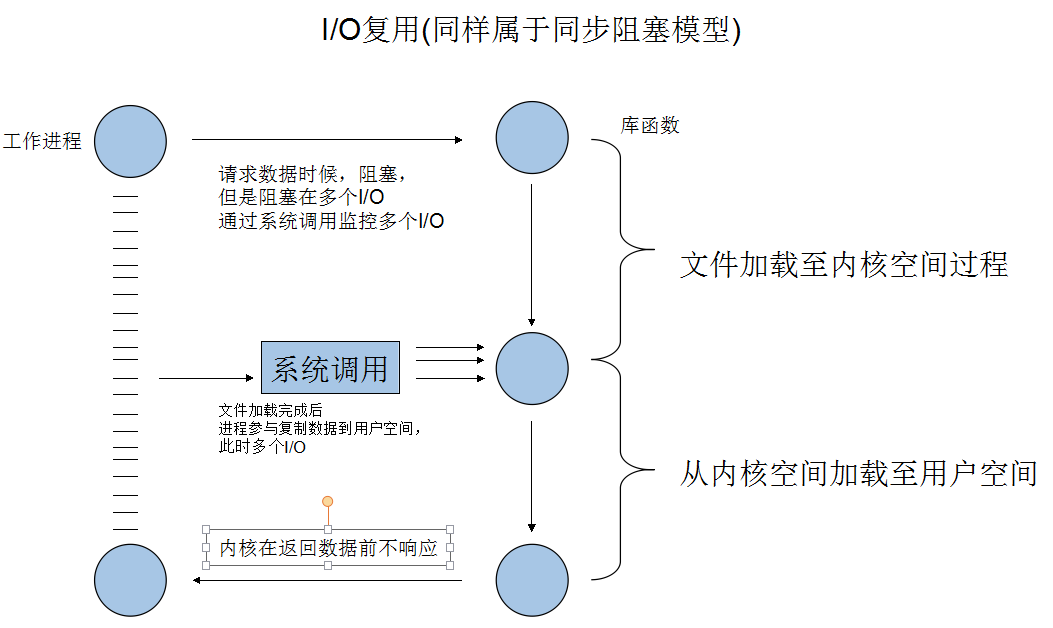 I/O复用(同样属于同步阻塞模型)
工作进程
库函数
请求数据时候，阻塞，
但是阻塞在多个I/O
通过系统调用监控多个I/O
文件加载至内核空间过程
系统调用
文件加载完成后
进程参与复制数据到用户空间，
此时多个I/O
从内核空间加载至用户空间
内核在返回数据前不响应